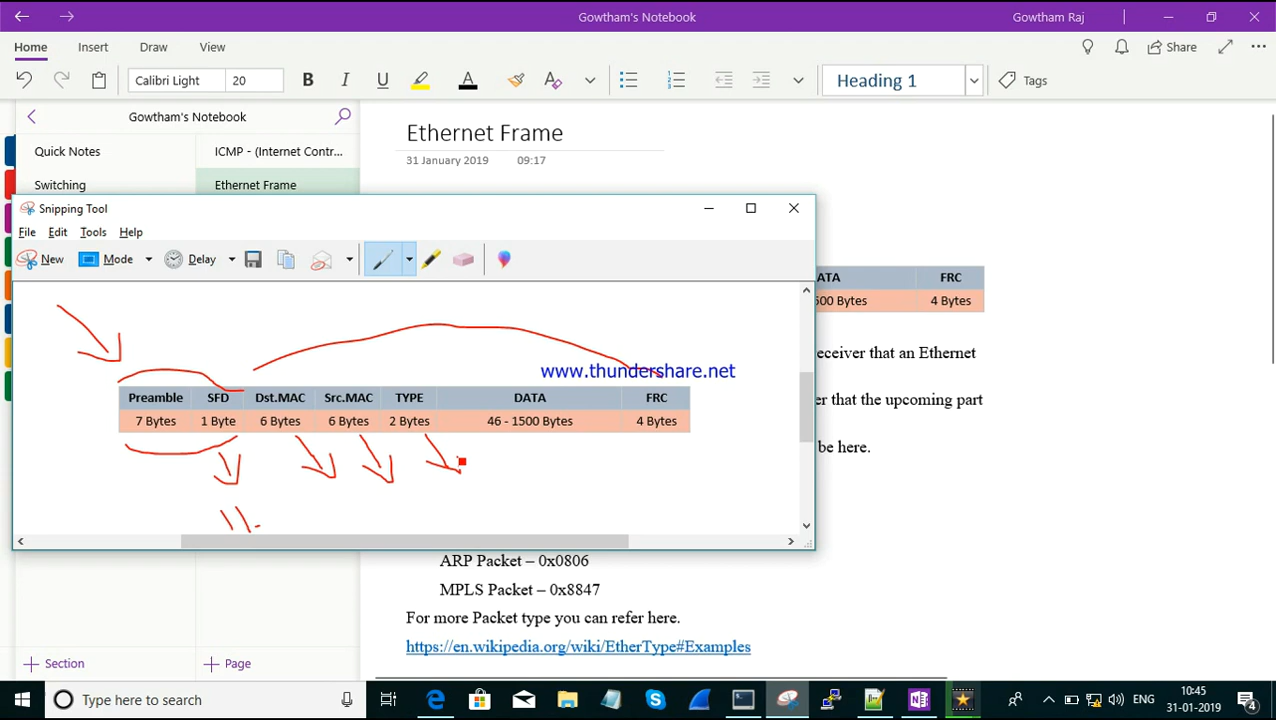 Gowtham's Notebook
Gowtham Raj
Home Insert Draw View
Share
Calibri Light 20 B I U A A Heading 1 Tags
Gowtham's Notebook
Quick Notes
Switching
ICMP - (Internet Contr...
Ethernet Frame
Ethernet Frame
31 January 2019 09:17
Snipping Tool
File Edit Tools Help
New Mode Delay
www.thundershare.net
Preamble SFD Dst.MAC Src.MAC TYPE DATA FRC
7 Bytes 1 Byte 6 Bytes 6 Bytes 2 Bytes 46 - 1500 Bytes 4 Bytes
ATA FRC
500 Bytes 4 Bytes
eceiver that an Ethernet
er that the upcoming part
be here.
ARP Packet – 0x0806
MPLS Packet – 0x8847
For more Packet type you can refer here.
https://en.wikipedia.org/wiki/EtherType#Examples
Section Page
Type here to search
ENG
10:45
31-01-2019
4